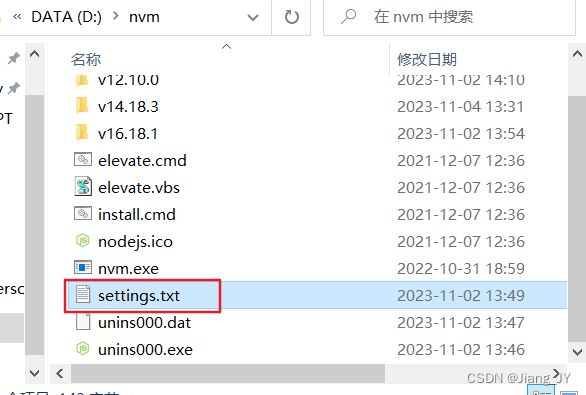 « DATA (D:) › nvm
在 nvm 中搜索
名称 修改日期
v12.10.0 2023-11-02 14:10
v14.18.3 2023-11-04 13:31
v16.18.1 2023-11-02 13:54
elevate.cmd 2021-12-07 12:36
elevate.vbs 2021-12-07 12:36
install.cmd 2021-12-07 12:36
nodejs.ico 2021-12-07 12:36
nvm.exe 2022-10-31 18:59
settings.txt 2023-11-02 13:49
unins000.dat 2023-11-02 13:47
unins000.exe 2023-11-02 13:46
PT
ersc
CSDN @Jiang_JY